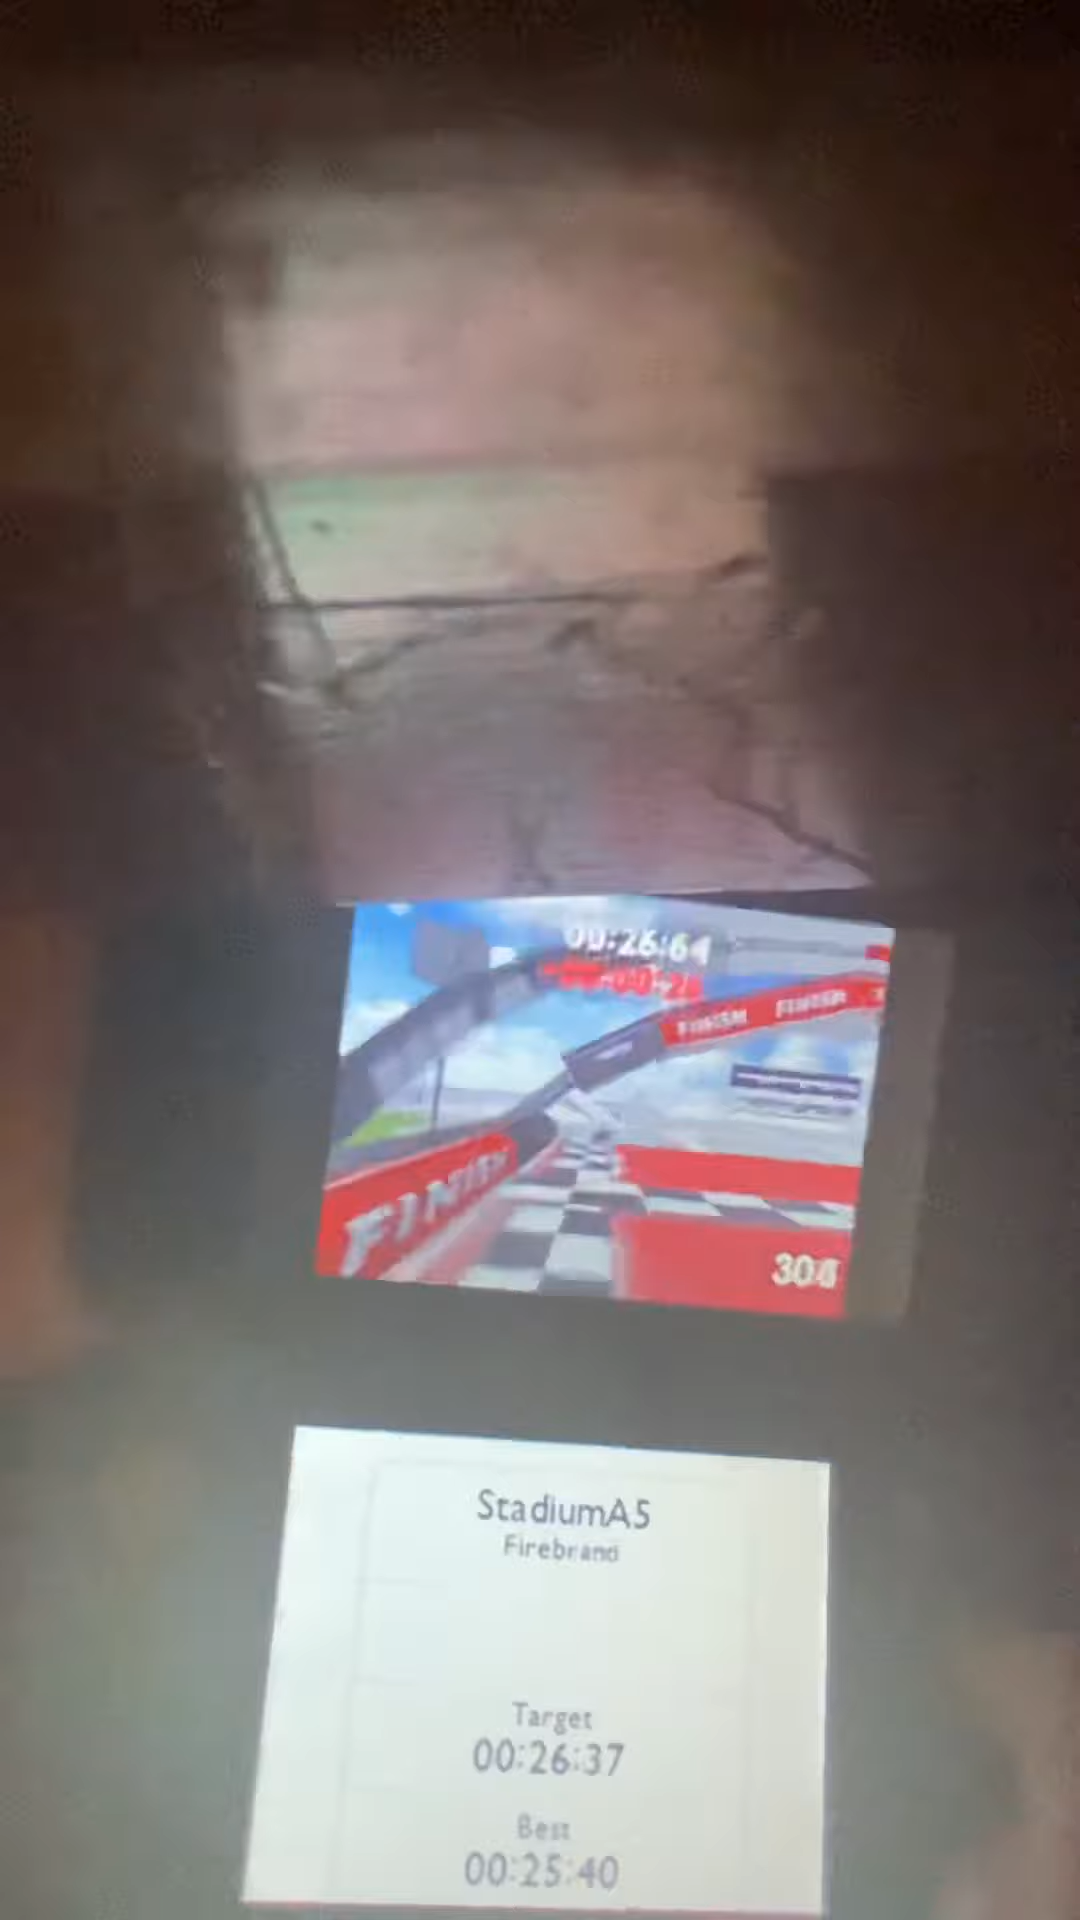 00:26:64
FINISH FINISH
FINISH
304
StadiumA5
Firebrand
Target
00:26:37
Best
00:25:40